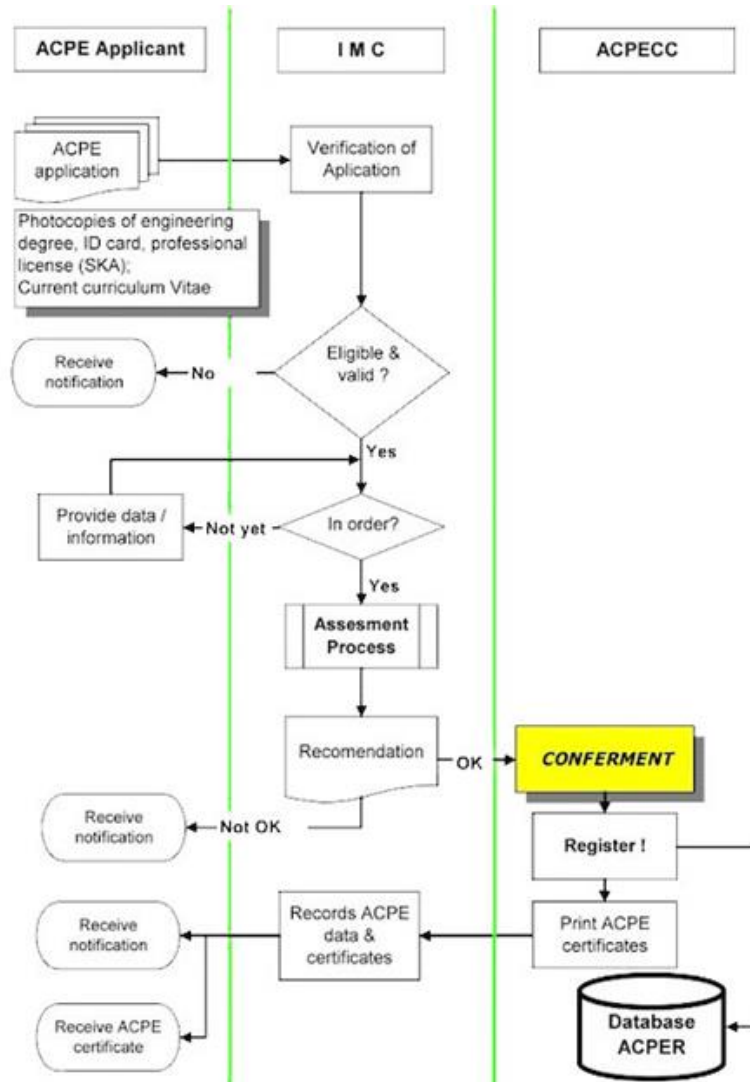 ACPE Applicant
I M C
ACPECC
ACPE
application
Verification of
Aplication
Photocopies of engineering
degree, ID card, professional
license (SKA);
Current curriculum Vitae
Receive
notification
No
Eligible &
valid ?
Yes
Provide data /
information
Not yet
In order?
Yes
Assesment
Process
Recomendation
OK
CONFERMENT
Receive
notification
Not OK
Register !
Receive
notification
Records ACPE
data &
certificates
Print ACPE
certificates
Receive ACPE
certificate
Database
ACPER